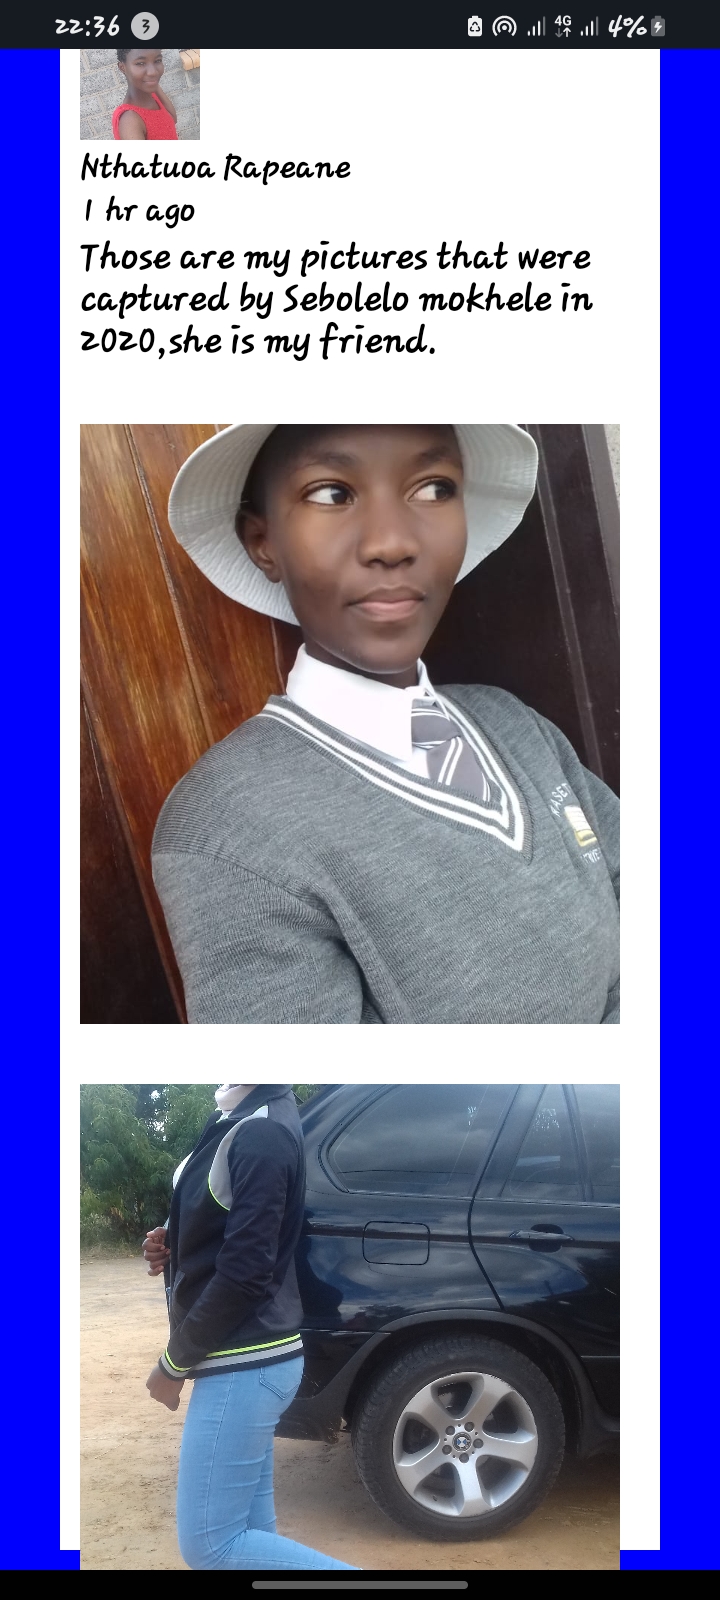 22:36 3 4G 4%
Nthatuoa Rapeane
1 hr ago
Those are my pictures that were
captured by Sebolelo mokhele in
2020,she is my friend.